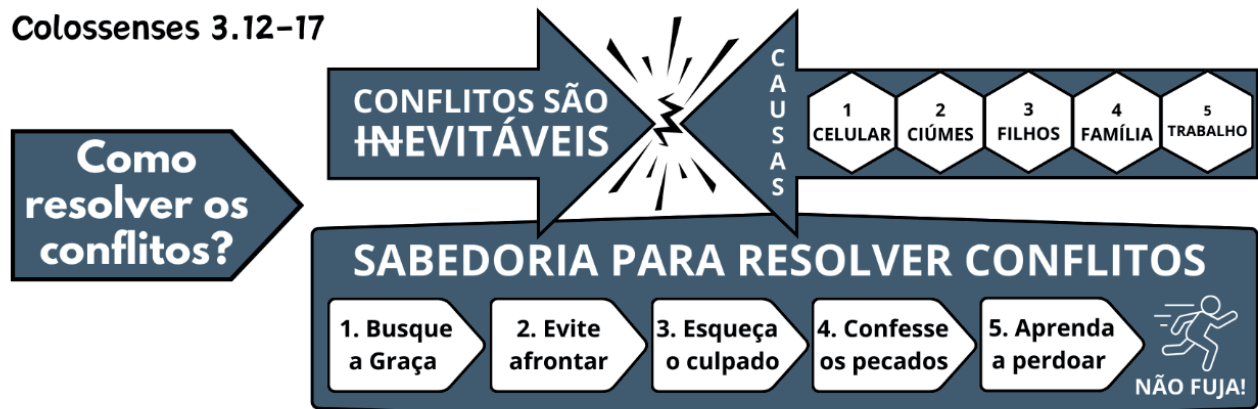 Colossenses 3.12-17
Como
resolver os
conflitos?
CONFLITOS SÃO
INEVITÁVEIS
CAUSAS
1
CELULAR
2
CIÚMES
3
FILHOS
4
FAMÍLIA
5
TRABALHO
SABEDORIA PARA RESOLVER CONFLITOS
1. Busque
a Graça
2. Evite
afrontar
3. Esqueça
o culpado
4. Confesse
os pecados
5. Aprenda
a perdoar
NÃO FUJA!